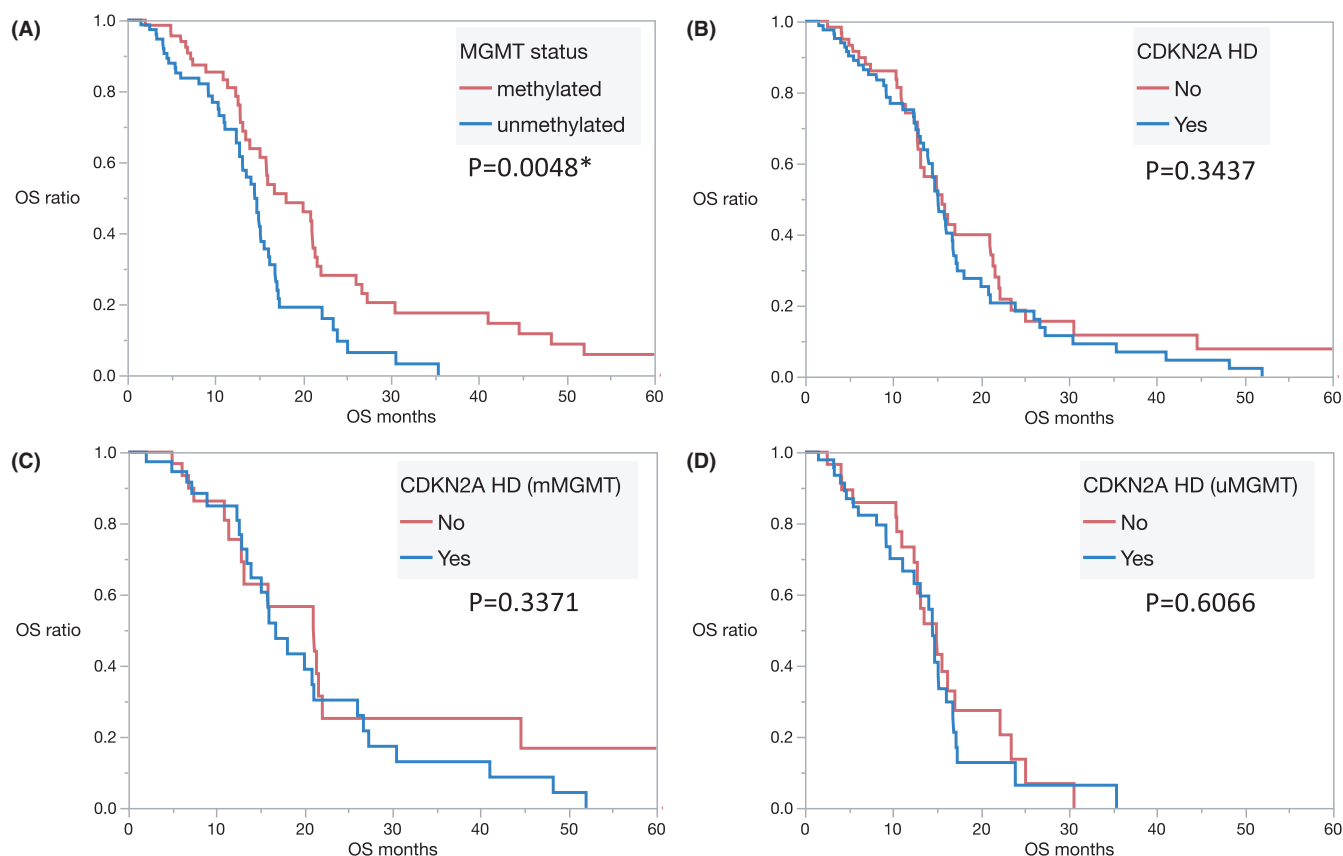 (A)
1.0
0.8
0.6
0.4
0.2
0.0
OS ratio
MGMT status
methylated
unmethylated
P=0.0048*
0 10 20 30 40 50 60
OS months
(B)
1.0
0.8
0.6
0.4
0.2
0.0
OS ratio
CDKN2A HD
No
Yes
P=0.3437
0 10 20 30 40 50 60
OS months
(C)
1.0
0.8
0.6
0.4
0.2
0.0
OS ratio
CDKN2A HD (mMGMT)
No
Yes
P=0.3371
0 10 20 30 40 50 60
OS months
(D)
1.0
0.8
0.6
0.4
0.2
0.0
OS ratio
CDKN2A HD (uMGMT)
No
Yes
P=0.6066
0 10 20 30 40 50 60
OS months